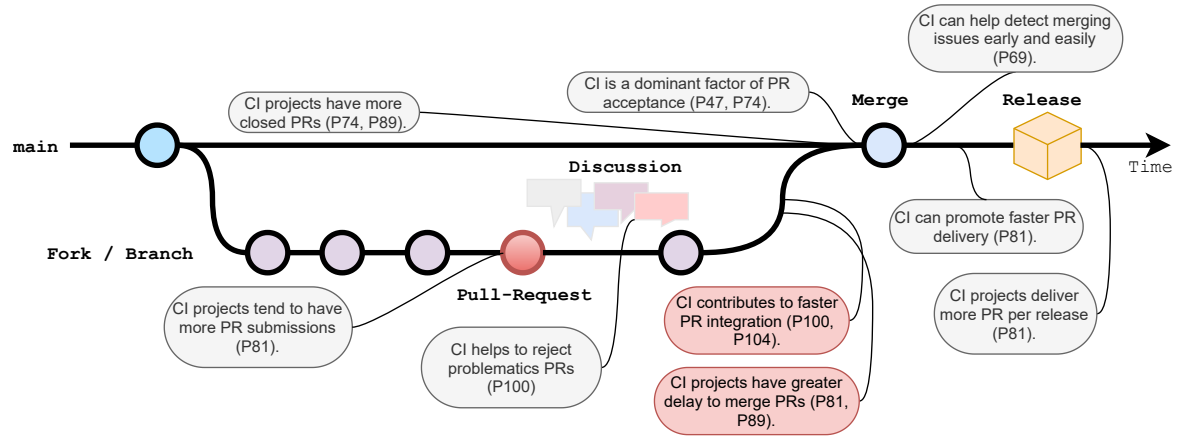 CI can help detect merging
issues early and easily
(P69).
CI is a dominant factor of PR
acceptance (P47, P74).
CI projects have more
closed PRs (P74, P89).
Merge
Release
main
Time
Discussion
Fork / Branch
Pull-Request
CI can promote faster PR
delivery (P81).
CI projects tend to have
more PR submissions
(P81).
CI helps to reject
problematics PRs
(P100)
CI contributes to faster
PR integration (P100,
P104).
CI projects deliver
more PR per release
(P81).
CI projects have greater
delay to merge PRs (P81,
P89).